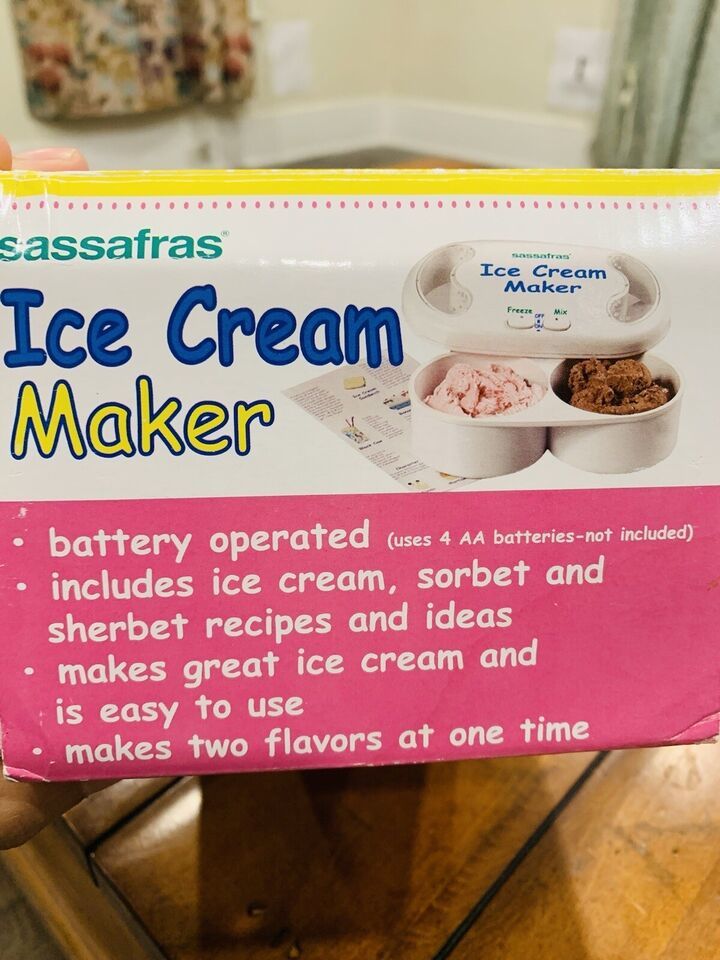 sassafras®
Ice Cream
Maker
sassafras
Ice Cream
Maker
Freeze OFF Mix
ON
• battery operated (uses 4 AA batteries-not included)
• includes ice cream, sorbet and
sherbet recipes and ideas
• makes great ice cream and
is easy to use
• makes two flavors at one time